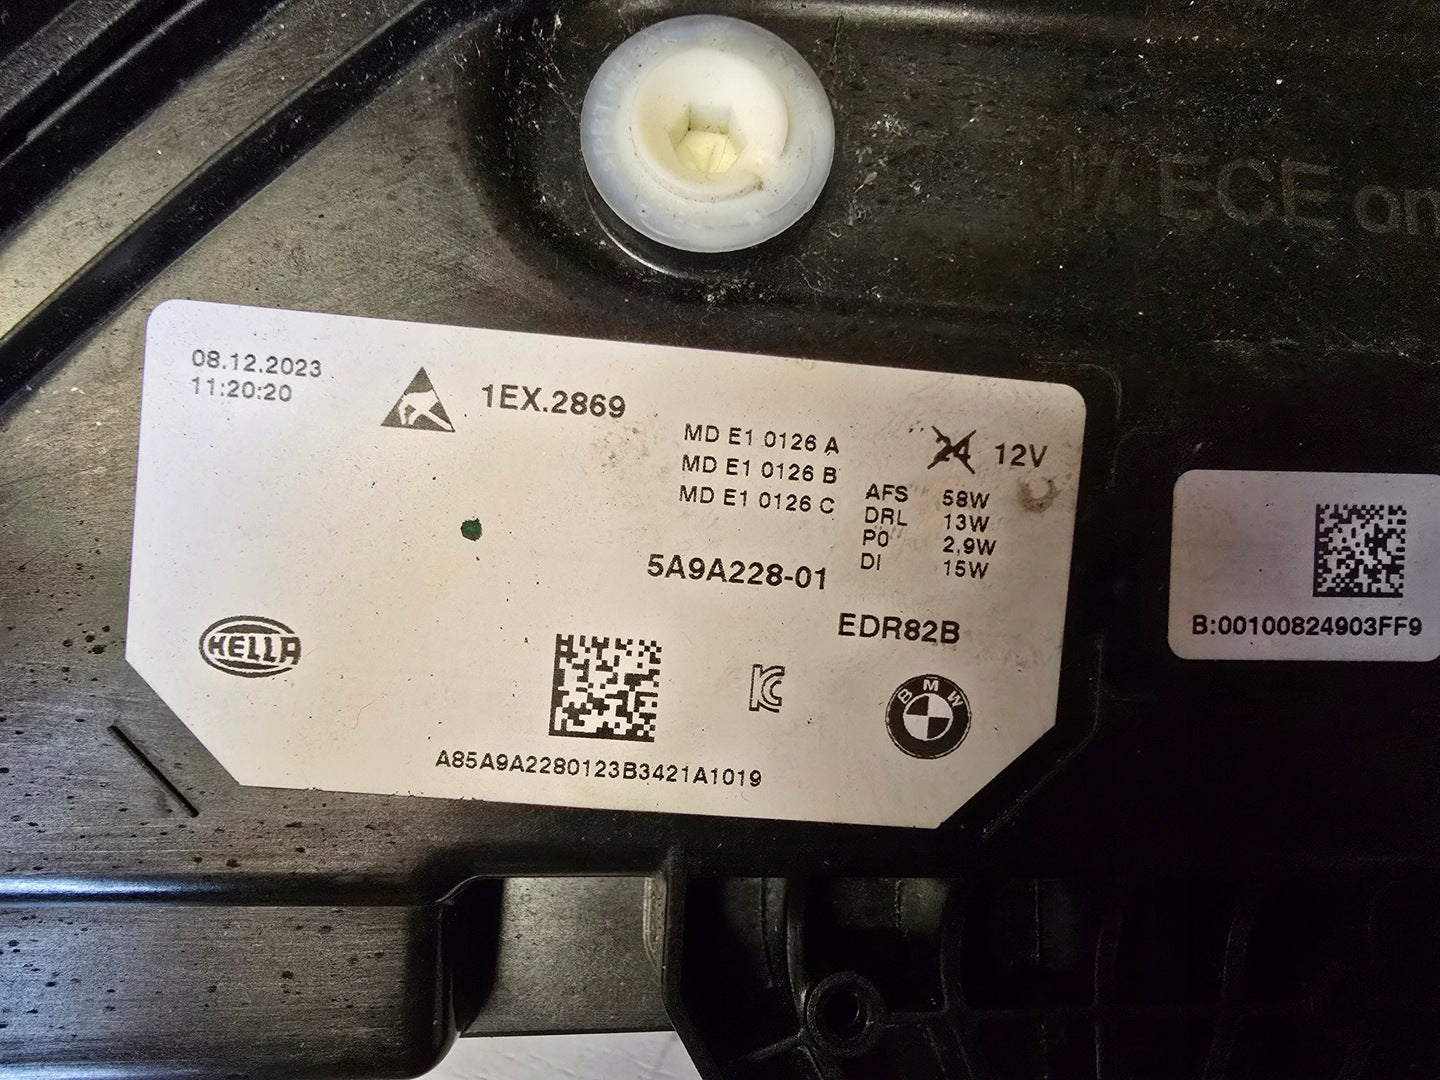 ECE on
08.12.2023
11:20:20
1EX.2869
MD E1 0126 A
MD E1 0126 B
MD E1 0126 C
24 12V
AFS 58W
DRL 13W
P0 2,9W
DI 15W
5A9A228-01
EDR82B
HELLA
BMW
A85A9A2280123B3421A1019
B:00100824903FF9